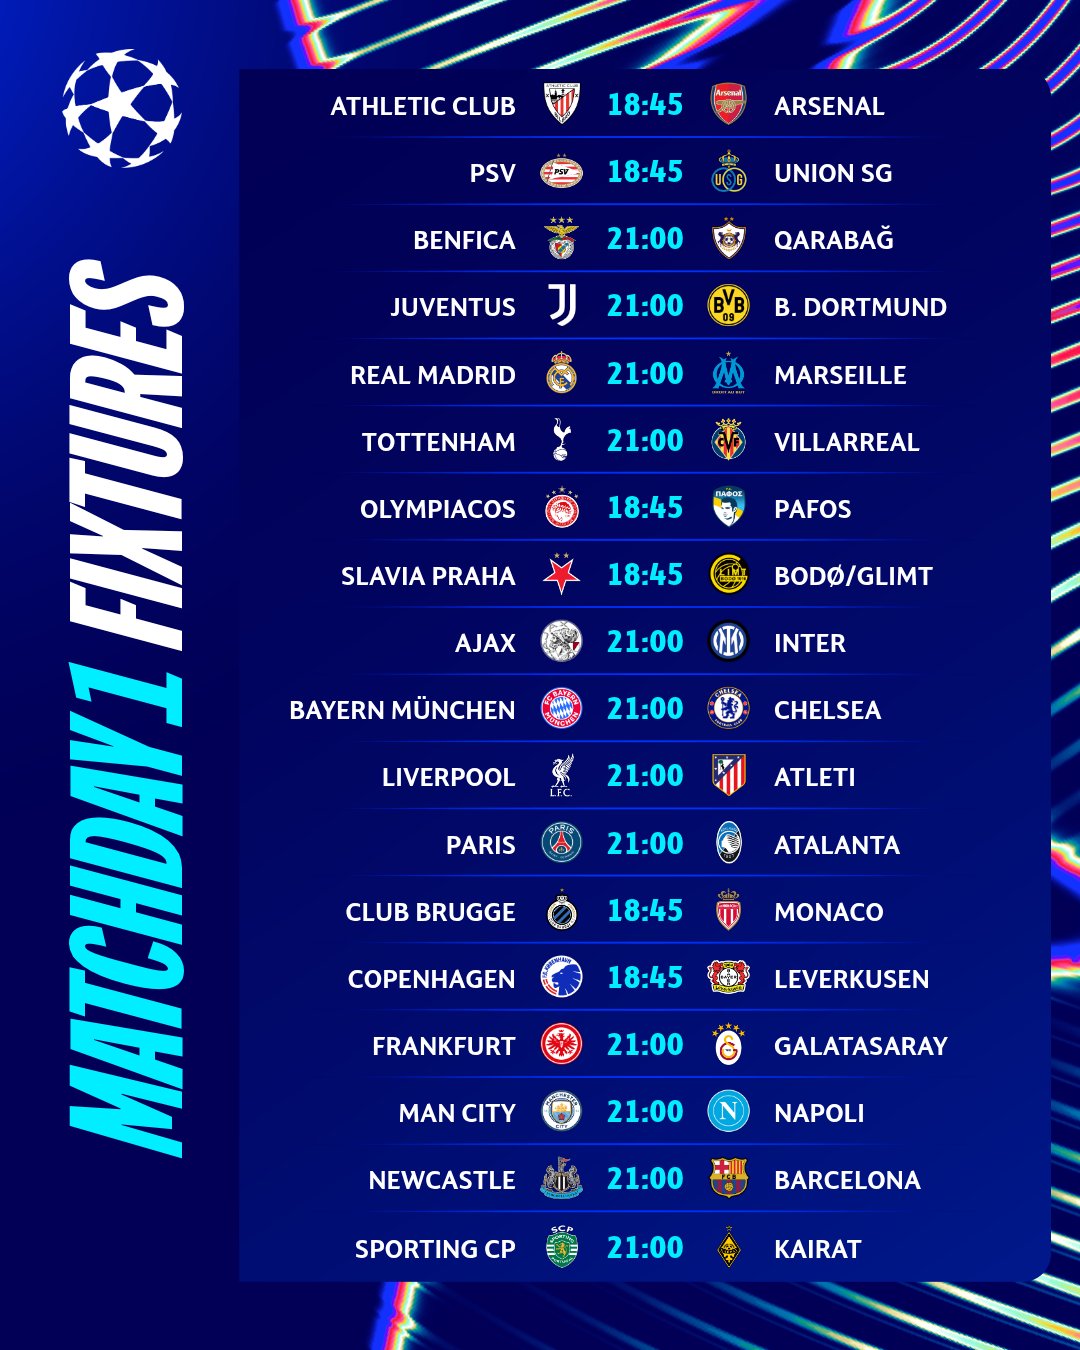 MATCHDAY 1 FIXTURES
ATHLETIC CLUB 18:45 ARSENAL
PSV 18:45 UNION SG
BENFICA 21:00 QARABAĞ
JUVENTUS 21:00 B. DORTMUND
REAL MADRID 21:00 MARSEILLE
TOTTENHAM 21:00 VILLARREAL
OLYMPIACOS 18:45 PAFOS
SLAVIA PRAHA 18:45 BODØ/GLIMT
AJAX 21:00 INTER
BAYERN MÜNCHEN 21:00 CHELSEA
LIVERPOOL 21:00 ATLETI
PARIS 21:00 ATALANTA
CLUB BRUGGE 18:45 MONACO
COPENHAGEN 18:45 LEVERKUSEN
FRANKFURT 21:00 GALATASARAY
MAN CITY 21:00 NAPOLI
NEWCASTLE 21:00 BARCELONA
SPORTING CP 21:00 KAIRAT